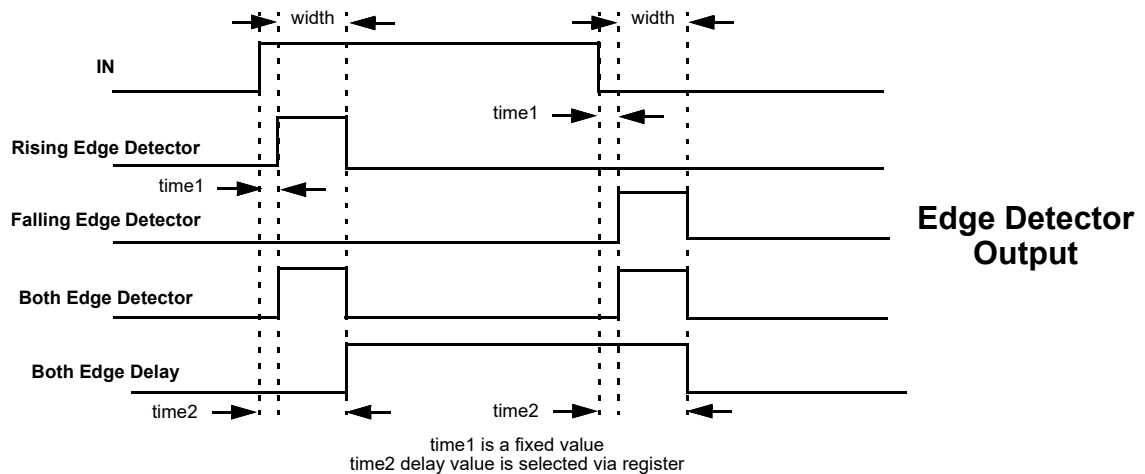 width
width
IN
time1
Rising Edge Detector
time1
Falling Edge Detector
Edge Detector
Output
Both Edge Detector
Both Edge Delay
time2
time2
time1 is a fixed value
time2 delay value is selected via register